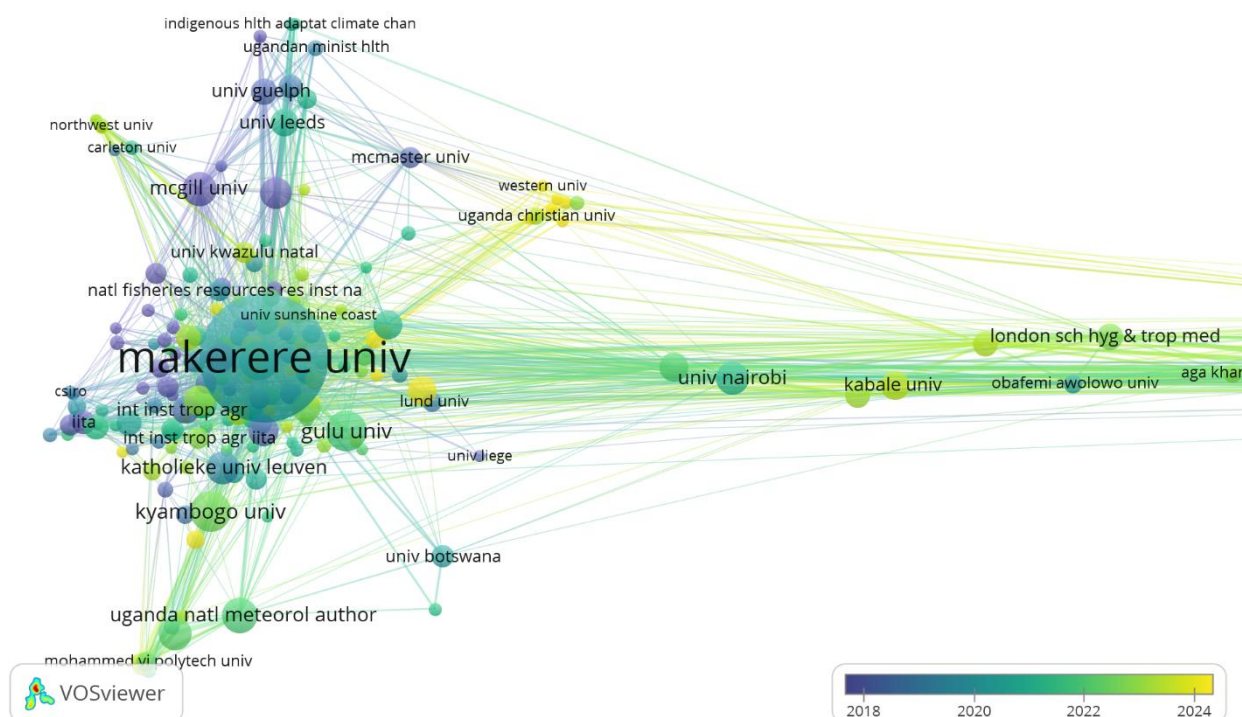 indigenous hlth adaptat climate chan
ugandan minist hlth
univ guelph
univ leeds
northwest univ
carleton univ
mcmaster univ
mcgill univ
western univ
uganda christian univ
univ kwazulu natal
natl fisheries resources res inst na
univ sunshine coast
makerere univ
london sch hyg & trop med
univ nairobi
kabale univ
obafemi awolowo univ
aga khan
csiro
lund univ
int inst trop agr
iita
gulu univ
int inst trop agr iita
univ liege
katholieke univ leuven
kyambogo univ
univ botswana
uganda natl meteorol author
mohammed vi polytech univ
VOSviewer
2018 2020 2022 2024